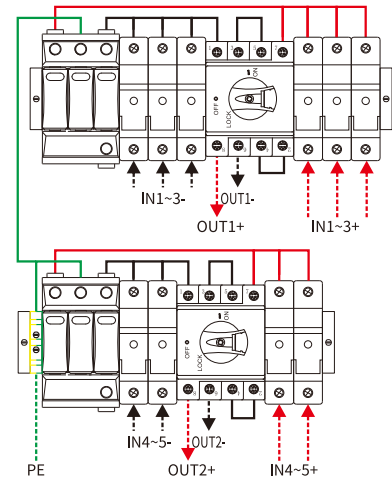 ON
OFF
LOCK
IN1~3-
OUT1-
IN1~3+
OUT1+
ON
OFF
LOCK
IN4~5-
OUT2-
IN4~5+
PE
OUT2+